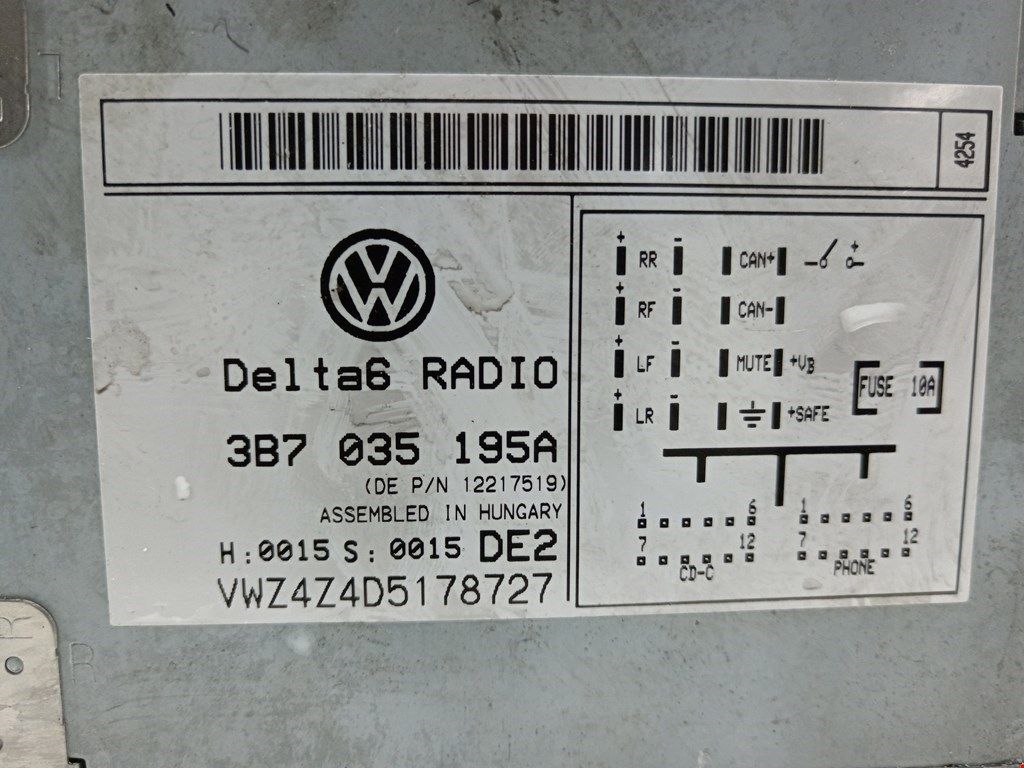 4254
VW
Delta6 RADIO
3B7 035 195A
(DE P/N 12217519)
ASSEMBLED IN HUNGARY
H:0015 S:0015 DE2
VWZ4Z4D5178727
+ RR - CAN+ +
+ RF - CAN-
+ LF - MUTE +VB
+ LR - +SAFE
FUSE 10A
1 6 1 6
7 12 7 12
CD-C PHONE
R
R